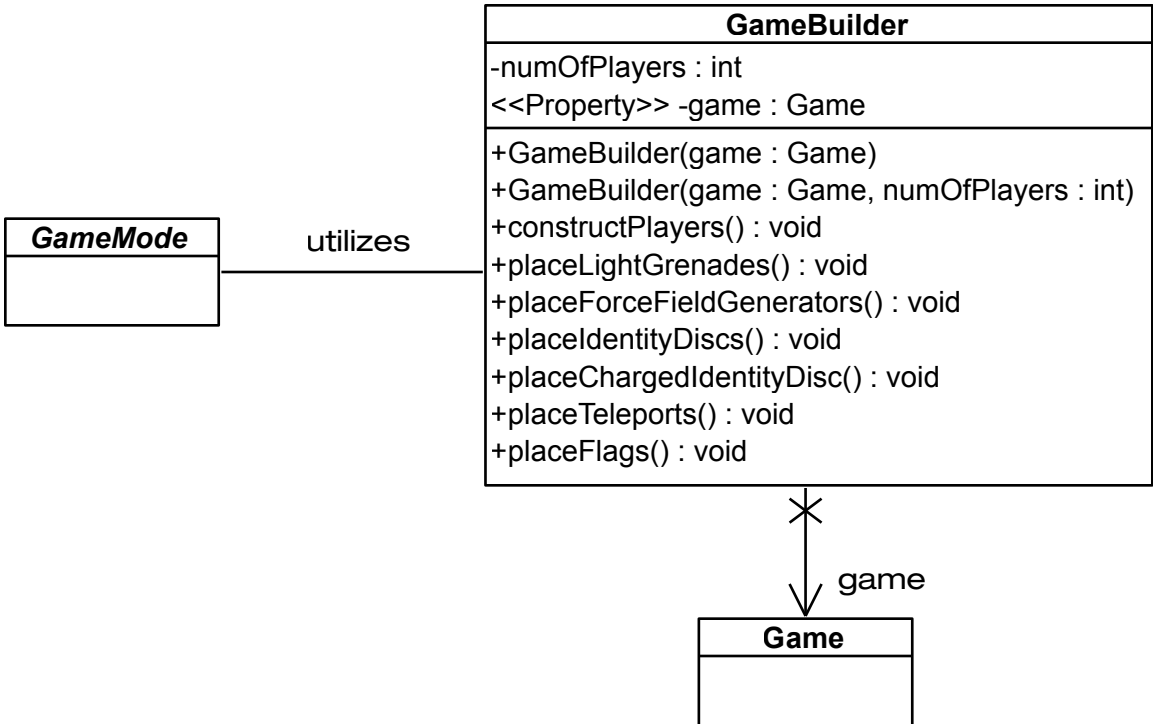 GameBuilder
-numOfPlayers : int
<<Property>> -game : Game
+GameBuilder(game : Game)
+GameBuilder(game : Game, numOfPlayers : int)
+constructPlayers() : void
+placeLightGrenades() : void
+placeForceFieldGenerators() : void
+placeIdentityDiscs() : void
+placeChargedIdentityDisc() : void
+placeTeleports() : void
+placeFlags() : void
GameMode
utilizes
game
Game